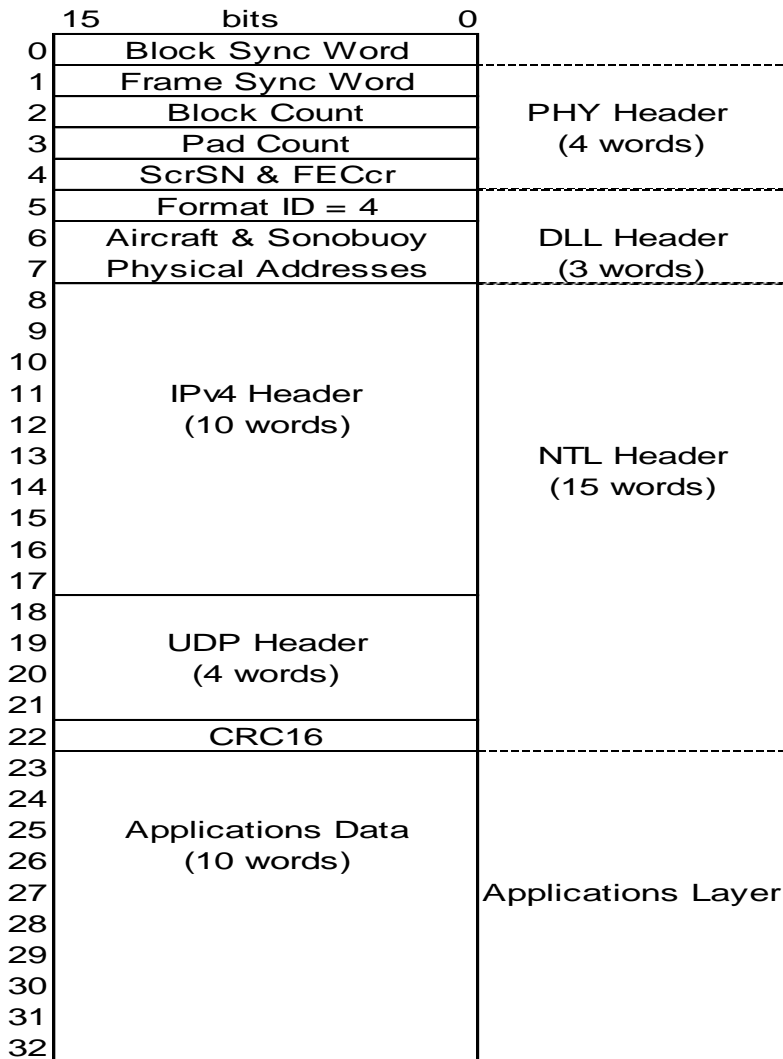 15 bits 0
0 Block Sync Word
1 Frame Sync Word
2 Block Count PHY Header
3 Pad Count (4 words)
4 ScrSN & FECcr
5 Format ID = 4
6 Aircraft & Sonobuoy DLL Header
7 Physical Addresses (3 words)
8
9
10
11 IPv4 Header
12 (10 words)
13 NTL Header
14 (15 words)
15
16
17
18
19 UDP Header
20 (4 words)
21
22 CRC16
23
24
25 Applications Data
26 (10 words)
27 Applications Layer
28
29
30
31
32